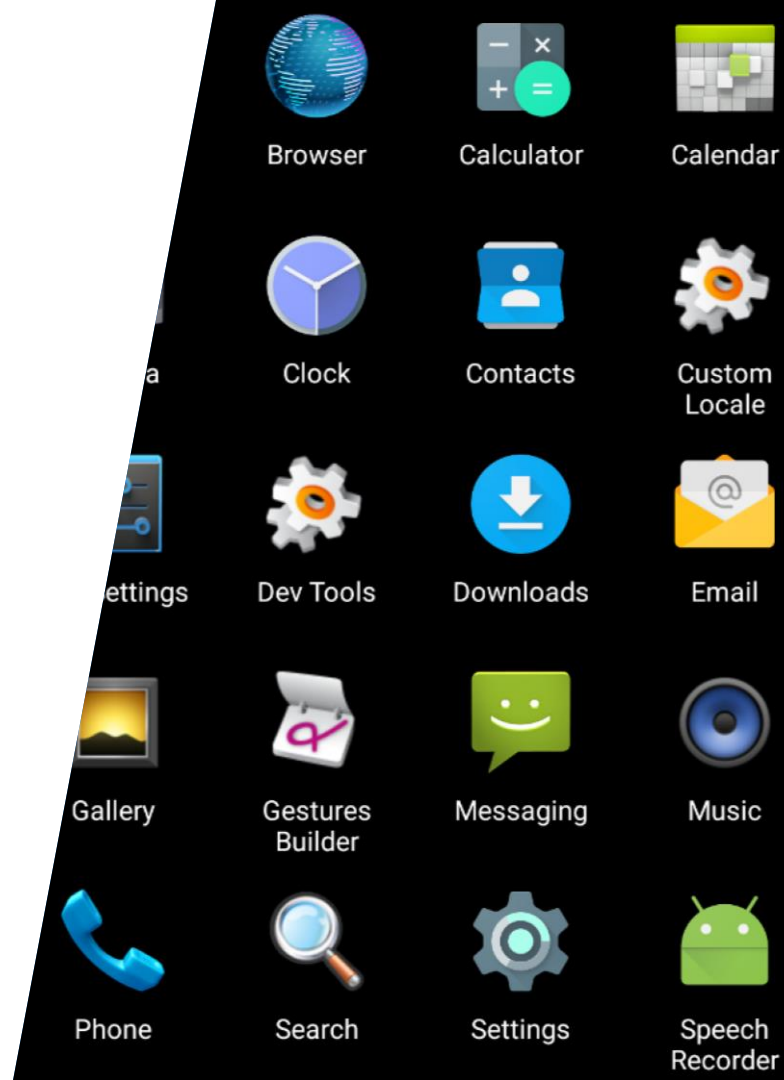 Browser Calculator Calendar
a Clock Contacts Custom
Locale
@
ettings Dev Tools Downloads Email
Gallery Gestures Messaging Music
Builder
Phone Search Settings Speech
Recorder